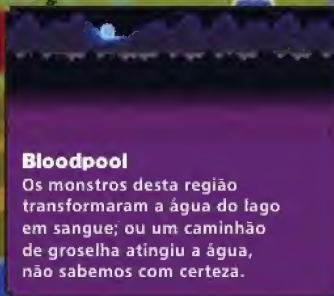 Bloodpool
Os monstros desta região
transformaram a água do lago
em sangue; ou um caminhão
de groselha atingiu a água,
não sabemos com certeza.